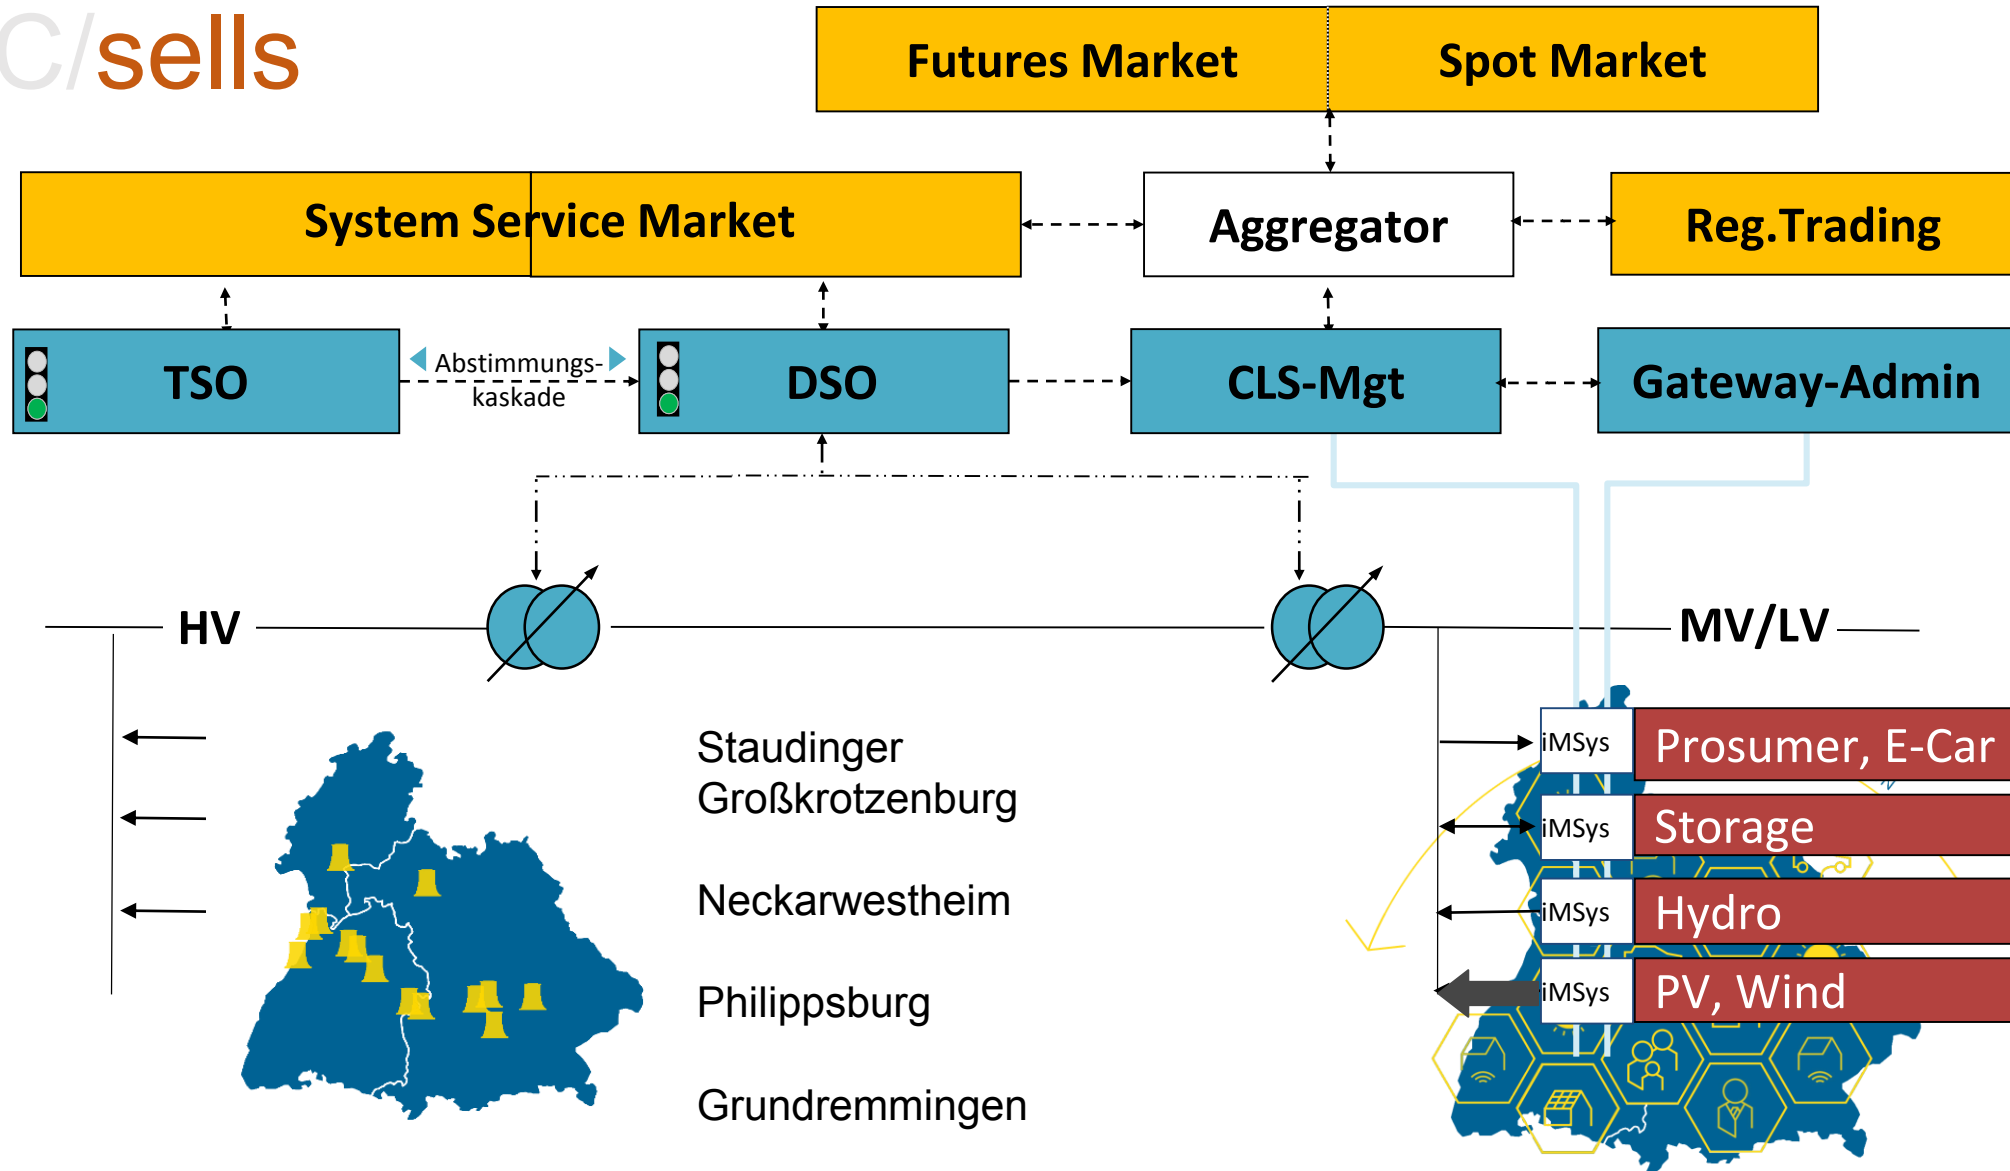 C/sells
Futures Market
Spot Market
System Service Market
Aggregator
Reg.Trading
TSO
Abstimmungs-
kaskade
DSO
CLS-Mgt
Gateway-Admin
HV
MV/LV
Staudinger
Großkrotzenburg
Neckarwestheim
Philippsburg
Grundremmingen
iMSys
Prosumer, E-Car
iMSys
Storage
iMSys
Hydro
iMSys
PV, Wind